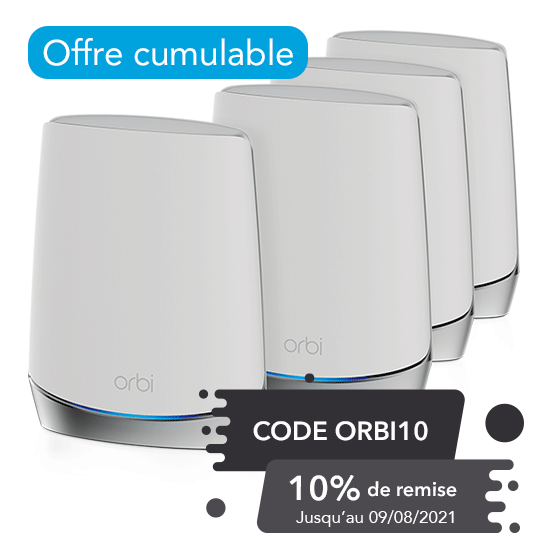 Offre cumulable
orbi
orbi
CODE ORBI10
10% de remise
Jusqu'au 09/08/2021